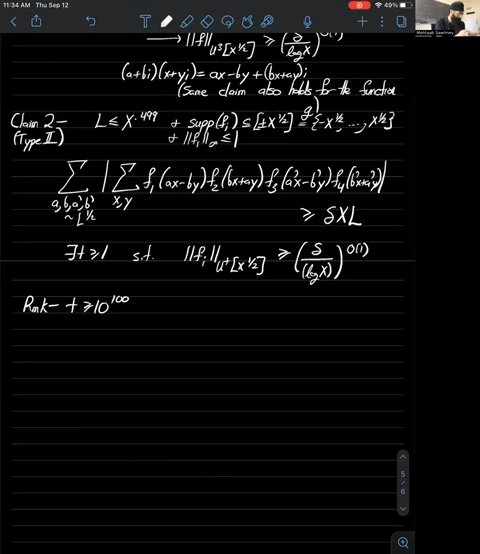 11:34 AM Thu Sep 12
49%
Mehtaab Sawhney
→ ||f||_{U^s[X^{1/2}]} ≥ (δ/log X)^{O(1)}
(a+bi)(x+yi) = ax-by + (bx+ay)i
(Same claim also holds for the function g)
Claim 2- (Type II) L ≤ X^{.499} + supp(f_i) ⊆ [±X^{1/2}] = {-X^{1/2}, ..., X^{1/2}}
+ ||f_i||_∞ ≤ 1
∑_{a,b,a',b' ~ L^{1/2}} |∑_{x,y} f_1(ax-by) f_2(bx+ay) f_3(a'x-b'y) f_4(b'x+a'y)|
≥ δXL
∃ t ≥ 1 s.t. ||f_i||_{U^t[X^{1/2}]} ≥ (δ/(log X))^{O(1)}
Rmk- t ≥ 10^{100}
5
/
6